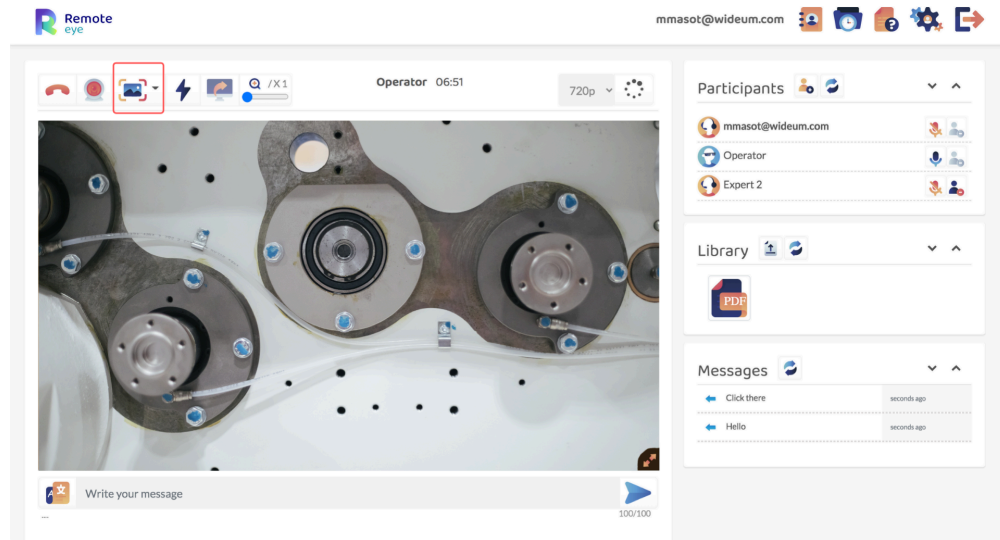 Remote
eye
mmasot@wideum.com
/X1
Operator 06:51
720p
Participants
mmasot@wideum.com
Operator
Expert 2
Library
PDF
Messages
Click there seconds ago
Hello seconds ago
A 文
Write your message
100/100
...